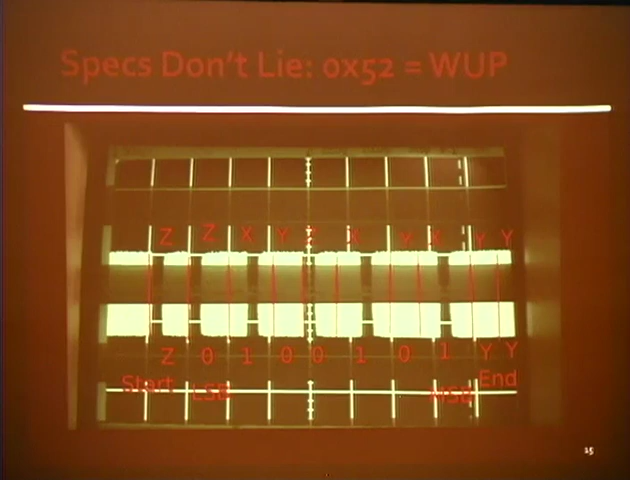 Specs Don't Lie: 0x52 = WUP
Z Z X Y Z X Y X Y Y
Z 0 1 0 0 1 0 1 Y Y
Start LSB MSB End
15